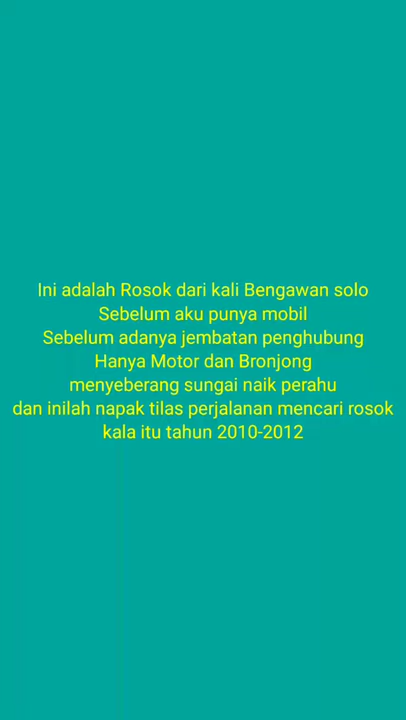 Ini adalah Rosok dari kali Bengawan solo
Sebelum aku punya mobil
Sebelum adanya jembatan penghubung
Hanya Motor dan Bronjong
menyeberang sungai naik perahu
dan inilah napak tilas perjalanan mencari rosok
kala itu tahun 2010-2012